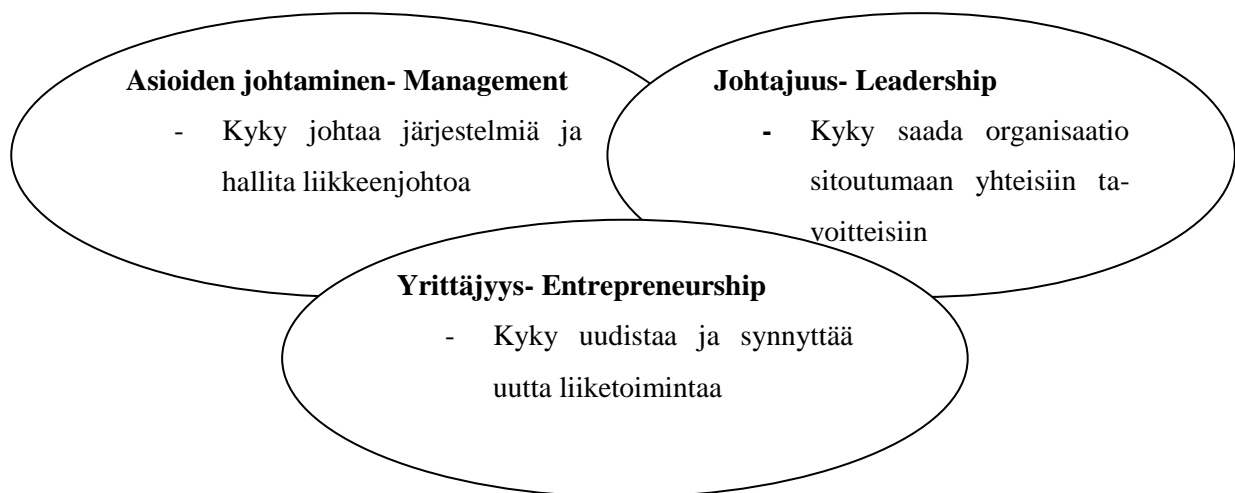 Asioiden johtaminen- Management
- Kyky johtaa järjestelmiä ja
hallita liikkeenjohtoa
Johtajuus- Leadership
- Kyky saada organisaatio
sitoutumaan yhteisiin ta-
voitteisiin
Yrittäjyys- Entrepreneurship
- Kyky uudistaa ja synnyttää
uutta liiketoimintaa